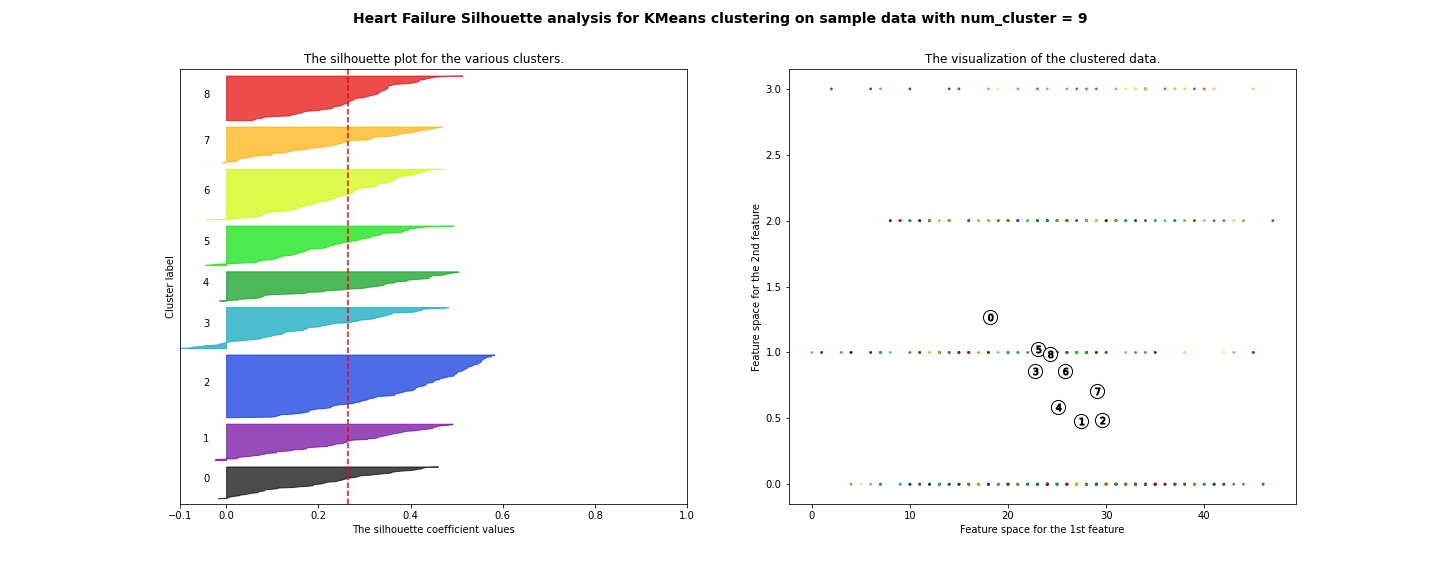 Heart Failure Silhouette analysis for KMeans clustering on sample data with num_cluster = 9
The silhouette plot for the various clusters.
Cluster label
8
7
6
5
4
3
2
1
0
−0.1 0.0 0.2 0.4 0.6 0.8 1.0
The silhouette coefficient values
The visualization of the clustered data.
Feature space for the 2nd feature
3.0
2.5
2.0
1.5
1.0
0.5
0.0
0
5
8
3
6
7
4
1
2
0 10 20 30 40
Feature space for the 1st feature